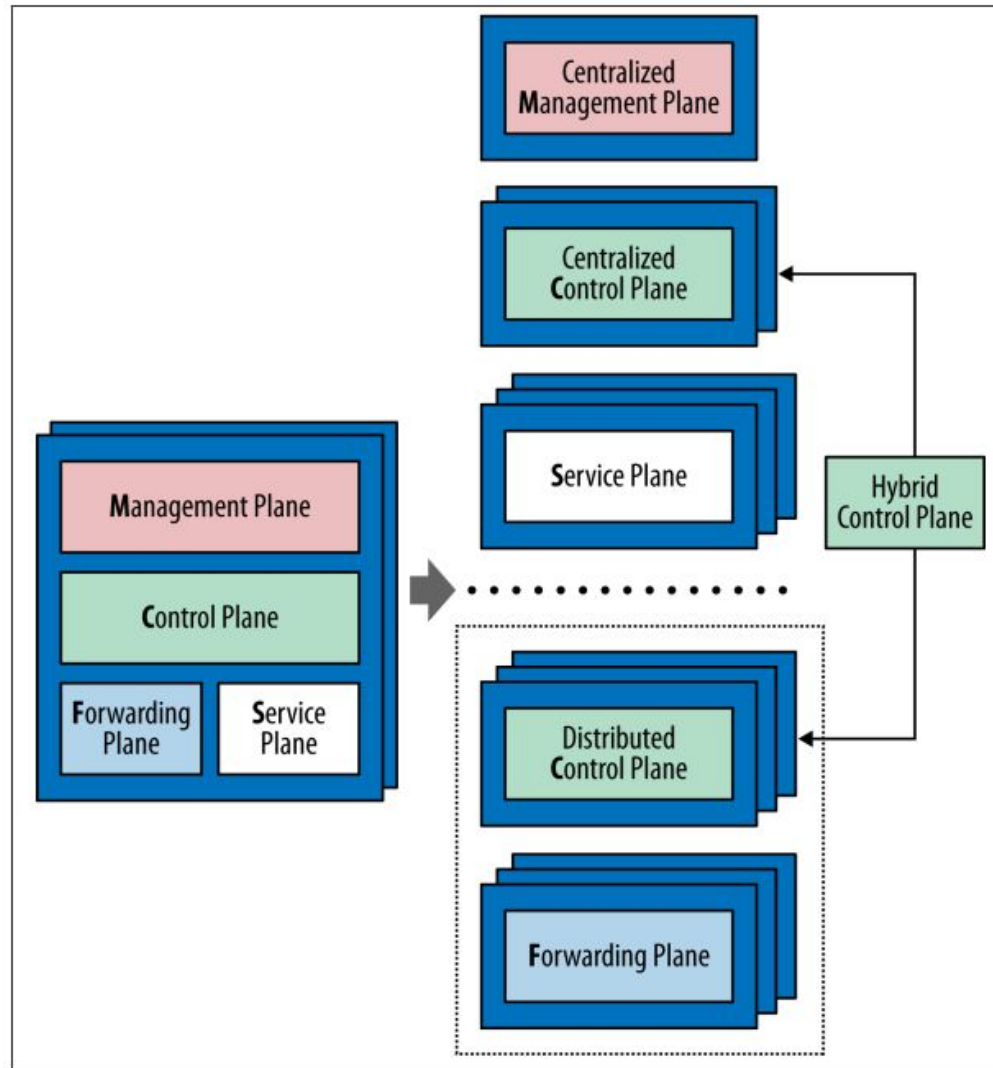 Centralized
Management Plane
Centralized
Control Plane
Service Plane
Hybrid
Control Plane
Management Plane
Control Plane
Forwarding
Plane
Service
Plane
Distributed
Control Plane
Forwarding Plane